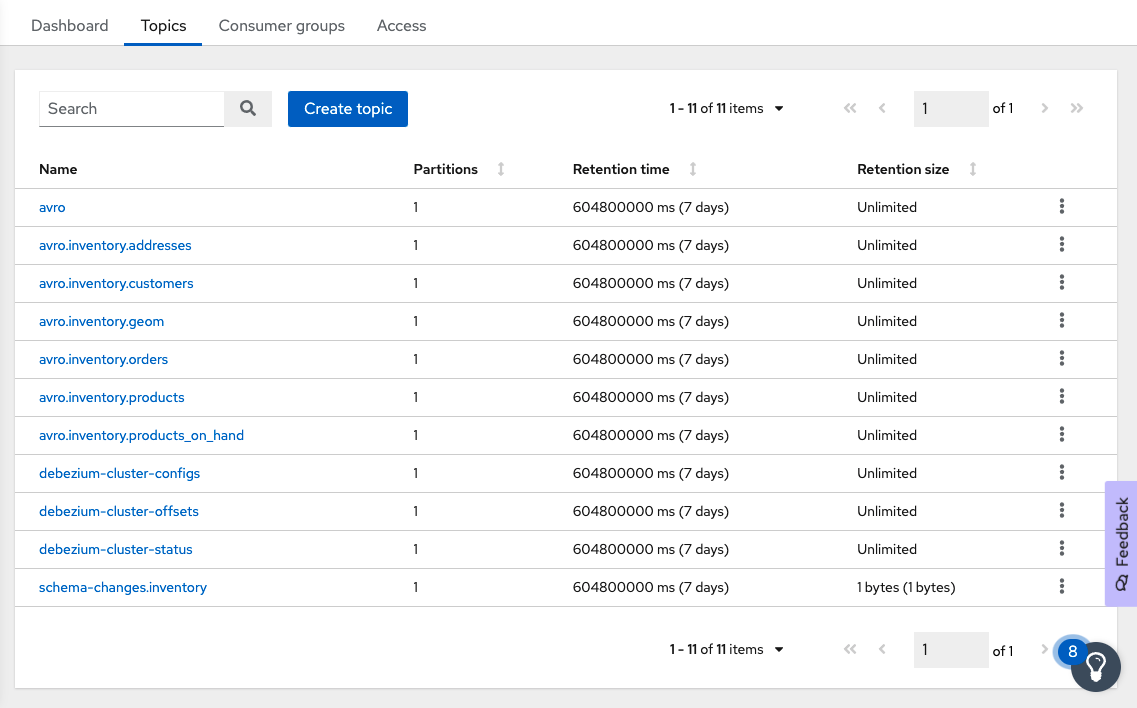 Dashboard Topics Consumer groups Access
Search Create topic 1 - 11 of 11 items 1 of 1
Name Partitions Retention time Retention size
avro 1 604800000 ms (7 days) Unlimited
avro.inventory.addresses 1 604800000 ms (7 days) Unlimited
avro.inventory.customers 1 604800000 ms (7 days) Unlimited
avro.inventory.geom 1 604800000 ms (7 days) Unlimited
avro.inventory.orders 1 604800000 ms (7 days) Unlimited
avro.inventory.products 1 604800000 ms (7 days) Unlimited
avro.inventory.products_on_hand 1 604800000 ms (7 days) Unlimited
debezium-cluster-configs 1 604800000 ms (7 days) Unlimited
debezium-cluster-offsets 1 604800000 ms (7 days) Unlimited
debezium-cluster-status 1 604800000 ms (7 days) Unlimited
schema-changes.inventory 1 604800000 ms (7 days) 1 bytes (1 bytes)
Feedback
1 - 11 of 11 items 1 of 1
8